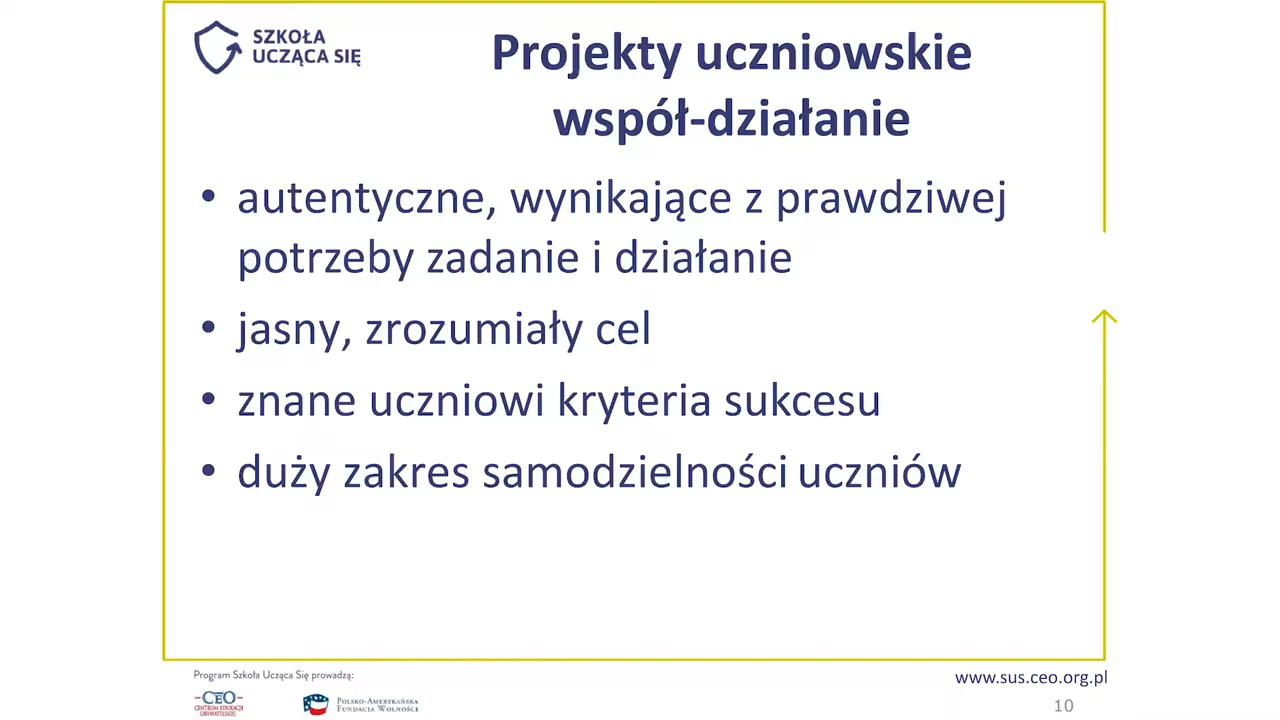 SZKOŁA
UCZĄCA SIĘ
Projekty uczniowskie
współ-działanie
• autentyczne, wynikające z prawdziwej
potrzeby zadanie i działanie
• jasny, zrozumiały cel
• znane uczniowi kryteria sukcesu
• duży zakres samodzielności uczniów
Program Szkoła Ucząca Się prowadzą:
www.sus.ceo.org.pl
CEO
CENTRUM EDUKACJI
OBYWATELSKIEJ
POLSKO-AMERYKAŃSKA
FUNDACJA WOLNOŚCI
10